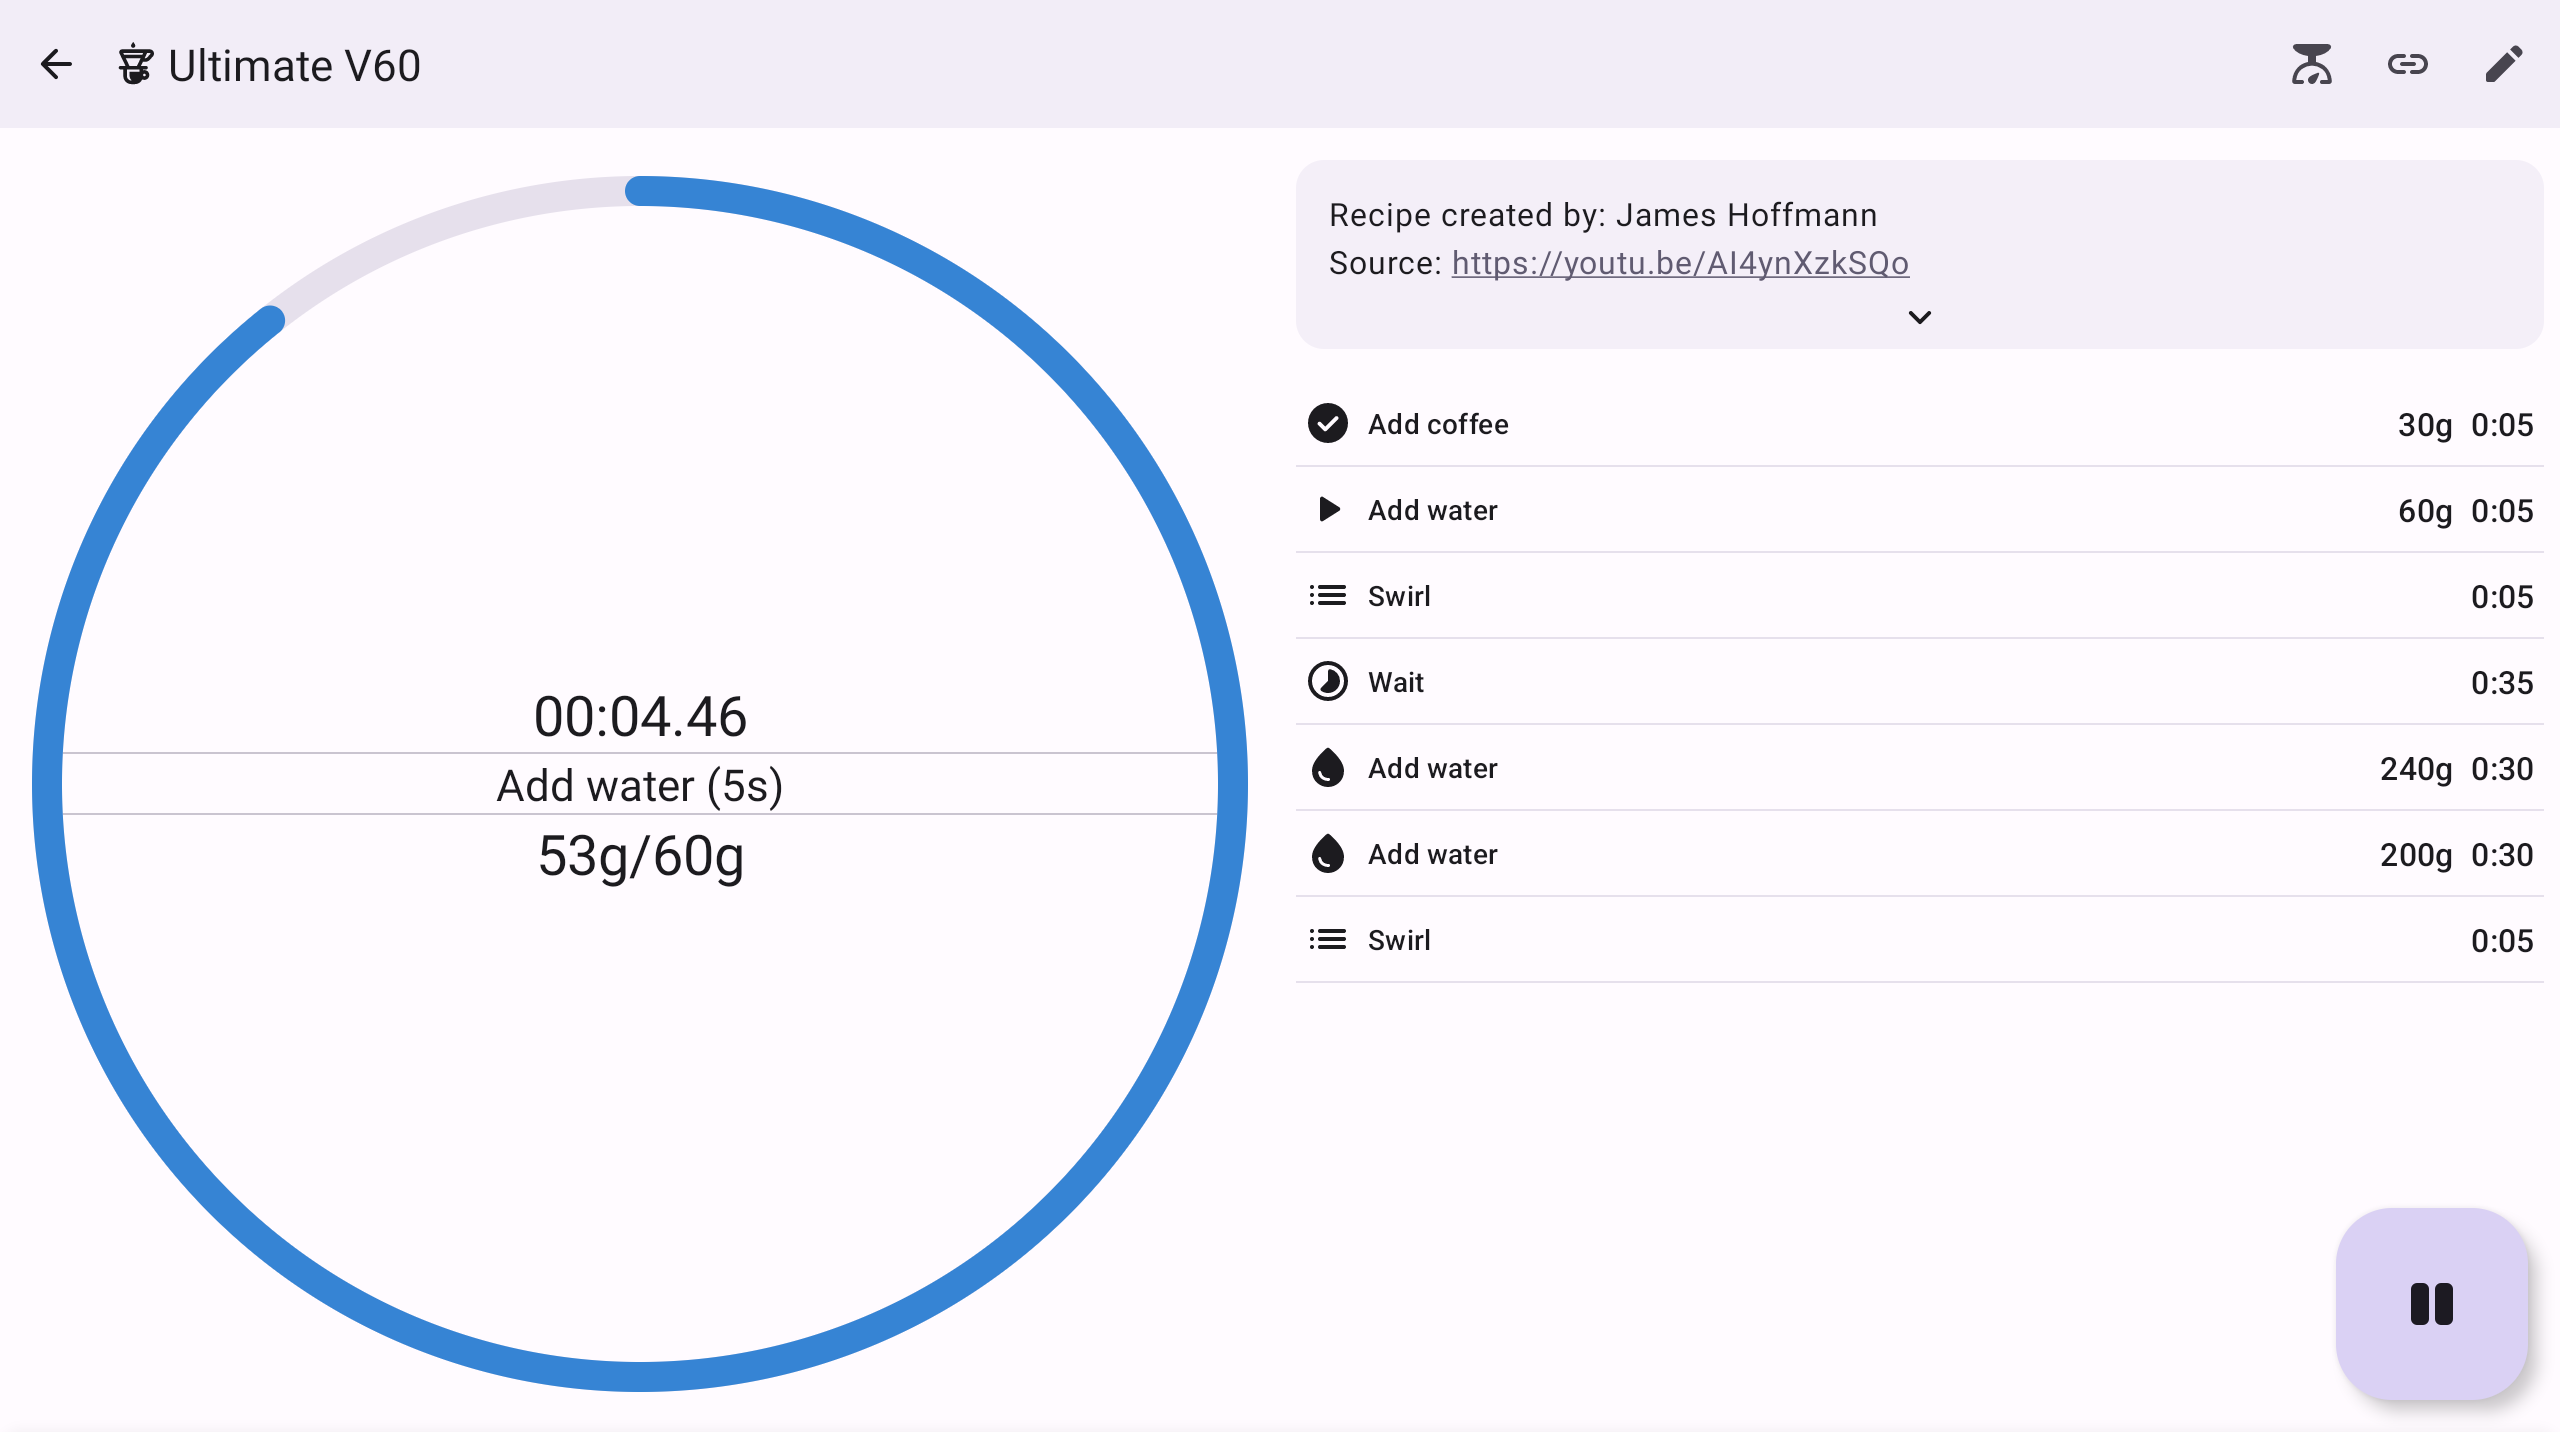 Ultimate V60
00:04.46
Add water (5s)
53g/60g
Recipe created by: James Hoffmann
Source: https://youtu.be/AI4ynXzkSQo
Add coffee 30g 0:05
Add water 60g 0:05
Swirl 0:05
Wait 0:35
Add water 240g 0:30
Add water 200g 0:30
Swirl 0:05